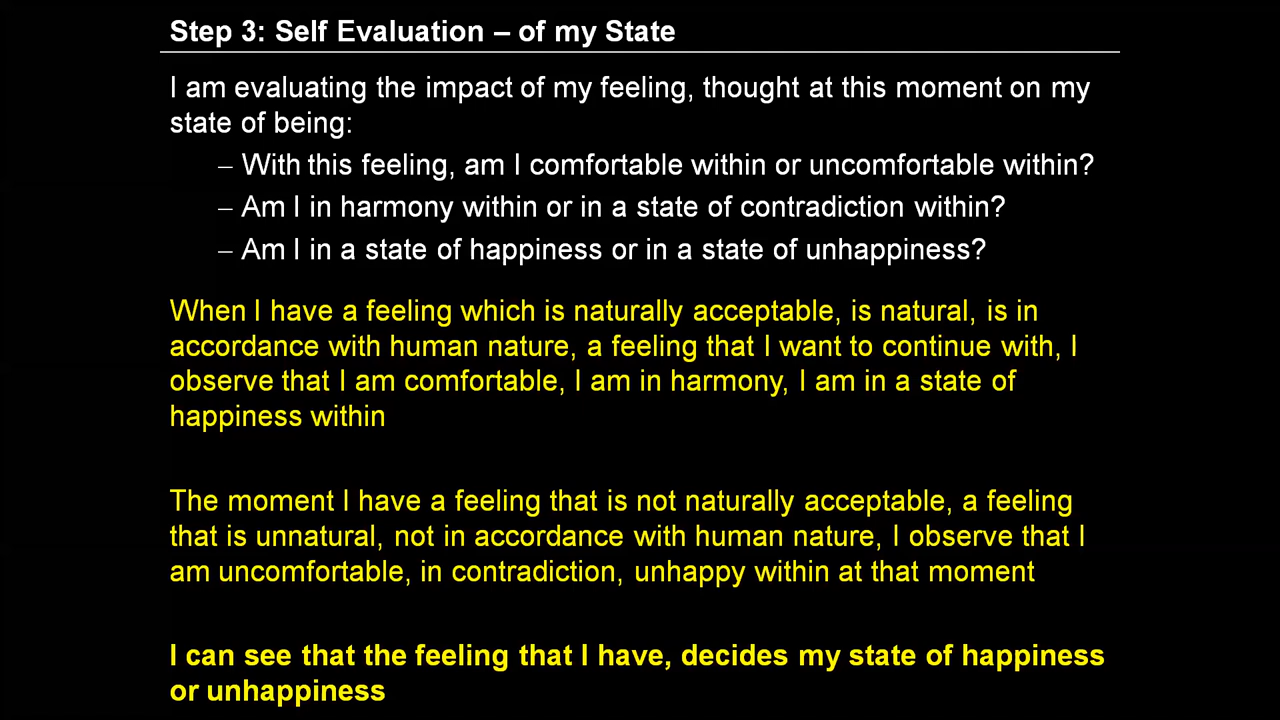 Step 3: Self Evaluation – of my State
I am evaluating the impact of my feeling, thought at this moment on my
state of being:
– With this feeling, am I comfortable within or uncomfortable within?
– Am I in harmony within or in a state of contradiction within?
– Am I in a state of happiness or in a state of unhappiness?
When I have a feeling which is naturally acceptable, is natural, is in
accordance with human nature, a feeling that I want to continue with, I
observe that I am comfortable, I am in harmony, I am in a state of
happiness within
The moment I have a feeling that is not naturally acceptable, a feeling
that is unnatural, not in accordance with human nature, I observe that I
am uncomfortable, in contradiction, unhappy within at that moment
I can see that the feeling that I have, decides my state of happiness
or unhappiness